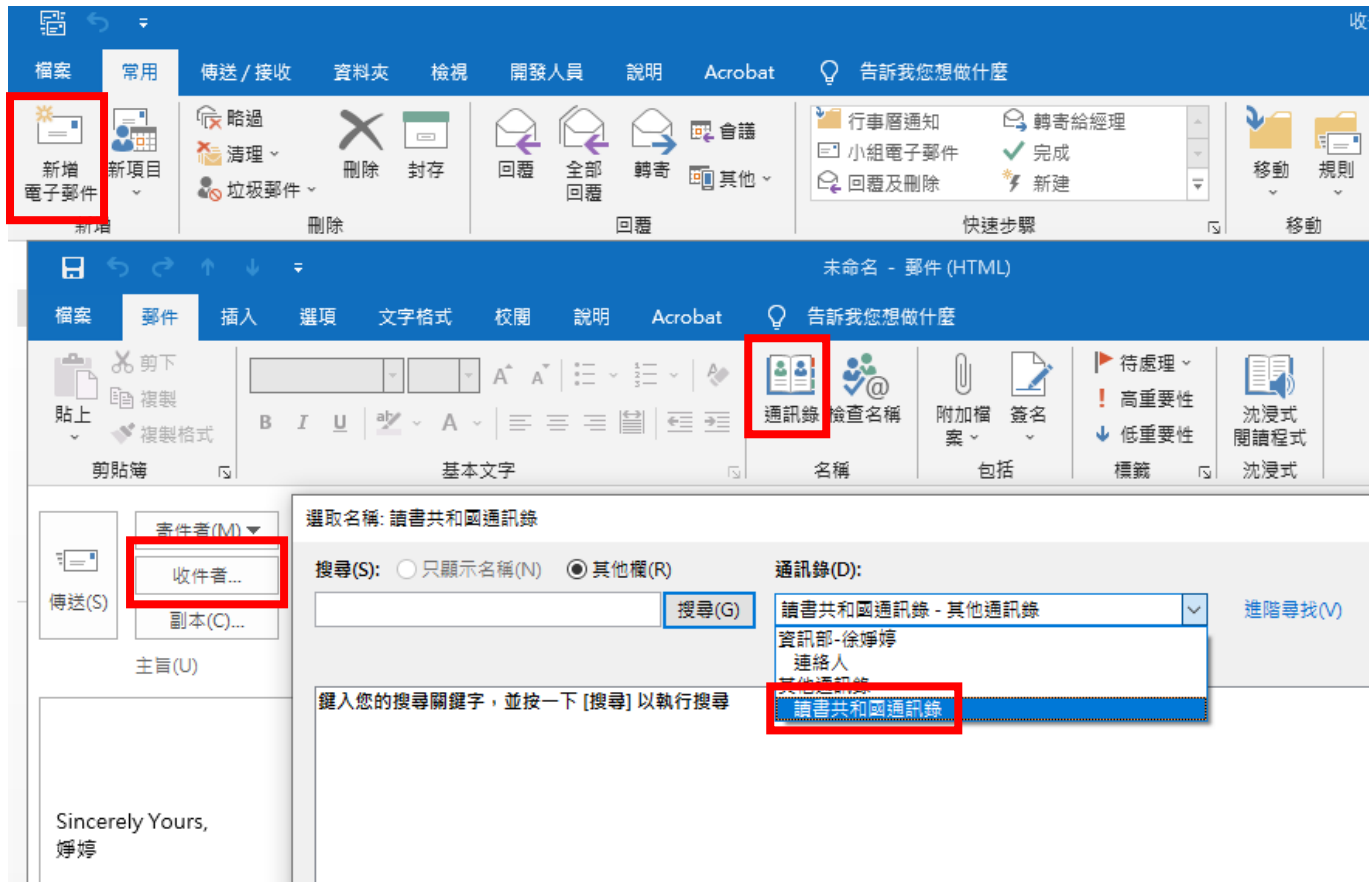 收
檔案 常用 傳送 / 接收 資料夾 檢視 開發人員 說明 Acrobat 告訴我您想做什麼
新增
電子郵件
新項目
略過
清理
垃圾郵件
刪除
封存
回覆
全部
回覆
轉寄
會議
其他
行事曆通知
小組電子郵件
回覆及刪除
轉寄給經理
完成
新建
移動
規則
新增 刪除 回覆 快速步驟 移動
未命名 - 郵件 (HTML)
檔案 郵件 插入 選項 文字格式 校閱 說明 Acrobat 告訴我您想做什麼
貼上
剪下
複製
複製格式
B I U ab A
通訊錄
檢查名稱
附加檔
案
簽名
待處理
高重要性
低重要性
沈浸式
閱讀程式
剪貼簿 基本文字 名稱 包括 標籤 沈浸式
傳送(S)
寄件者(M)
收件者...
副本(C)...
主旨(U)
選取名稱: 讀書共和國通訊錄
搜尋(S): 只顯示名稱(N) 其他欄(R) 通訊錄(D):
搜尋(G) 讀書共和國通訊錄 - 其他通訊錄 進階尋找(V)
資訊部-徐竫婷
連絡人
其他通訊錄
讀書共和國通訊錄
鍵入您的搜尋關鍵字，並按一下 [搜尋] 以執行搜尋
Sincerely Yours,
竫婷